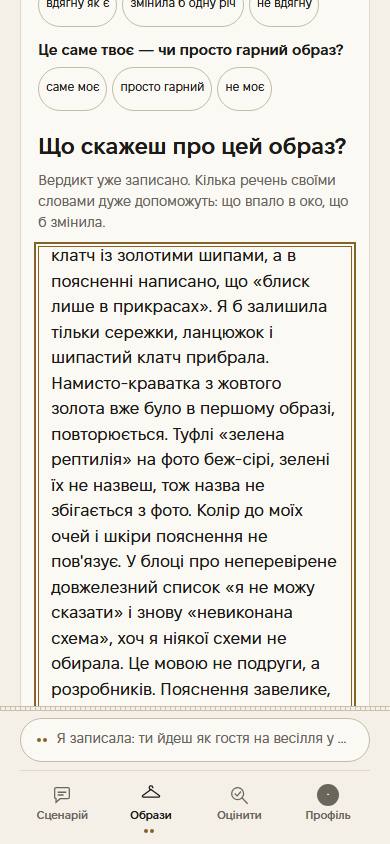 вдягну як є
змінила б одну річ
не вдягну
Це саме твоє — чи просто гарний образ?
саме моє
просто гарний
не моє
Що скажеш про цей образ?
Вердикт уже записано. Кілька речень своїми
словами дуже допоможуть: що впало в око, що
б змінила.
клатч із золотими шипами, а в
поясненні написано, що «блиск
лише в прикрасах». Я б залишила
тільки сережки, ланцюжок і
шипастий клатч прибрала.
Намисто-краватка з жовтого
золота вже було в першому образі,
повторюється. Туфлі «зелена
рептилія» на фото беж-сірі, зелені
їх не назвеш, тож назва не
збігається з фото. Колір до моїх
очей і шкіри пояснення не
пов'язує. У блоці про неперевірене
довжелезний список «я не можу
сказати» і знову «невиконана
схема», хоч я ніякої схеми не
обирала. Це мовою не подруги, а
розробників. Пояснення завелике,
Я записала: ти йдеш як гостя на весілля у ...
Сценарій
Образи
Оцінити
Профіль